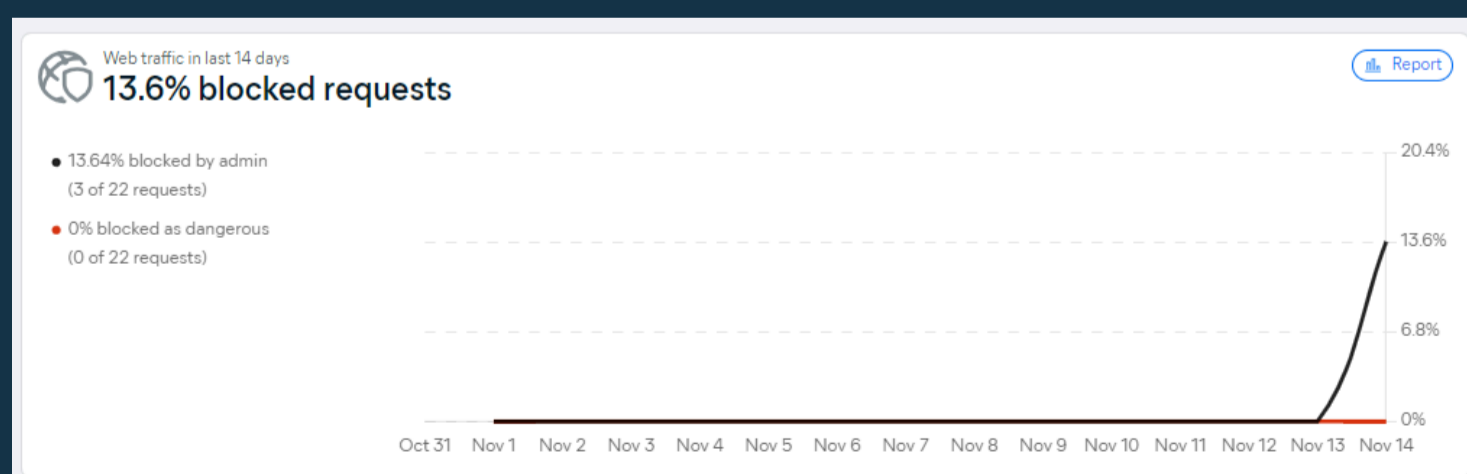 Web traffic in last 14 days
13.6% blocked requests
Report
13.64% blocked by admin
(3 of 22 requests)
0% blocked as dangerous
(0 of 22 requests)
20.4%
13.6%
6.8%
0%
Oct 31 Nov 1 Nov 2 Nov 3 Nov 4 Nov 5 Nov 6 Nov 7 Nov 8 Nov 9 Nov 10 Nov 11 Nov 12 Nov 13 Nov 14